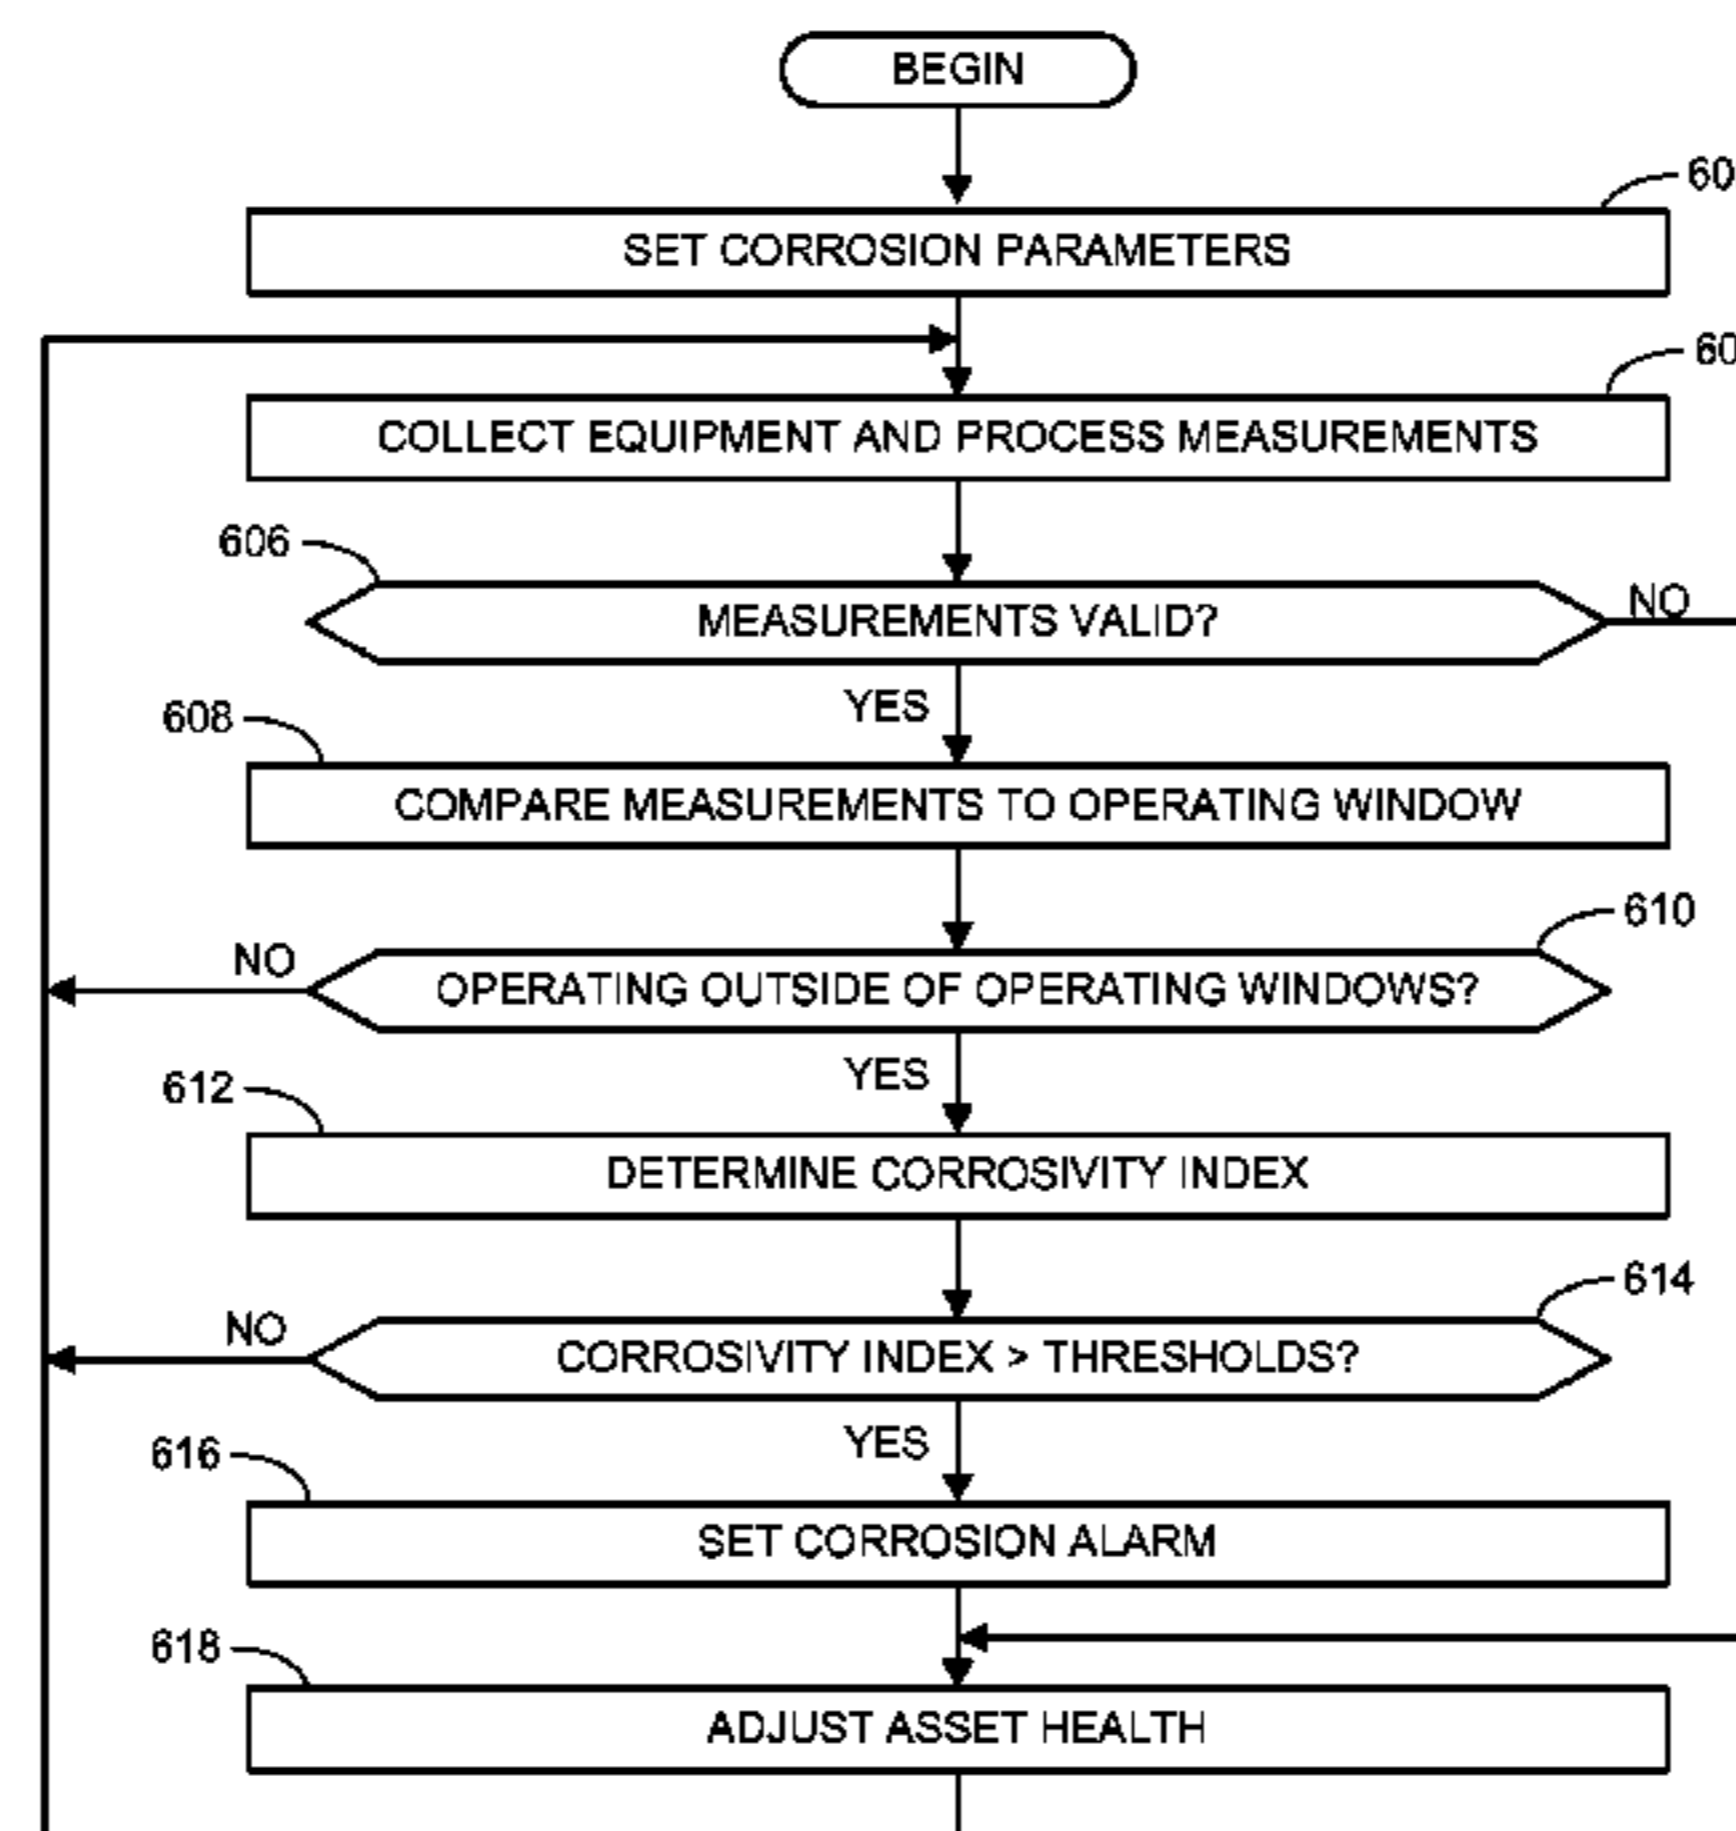 BEGIN
60
SET CORROSION PARAMETERS
60
COLLECT EQUIPMENT AND PROCESS MEASUREMENTS
606
MEASUREMENTS VALID?
NO
YES
608
COMPARE MEASUREMENTS TO OPERATING WINDOW
610
NO
OPERATING OUTSIDE OF OPERATING WINDOWS?
YES
612
DETERMINE CORROSIVITY INDEX
614
NO
CORROSIVITY INDEX > THRESHOLDS?
YES
616
SET CORROSION ALARM
618
ADJUST ASSET HEALTH